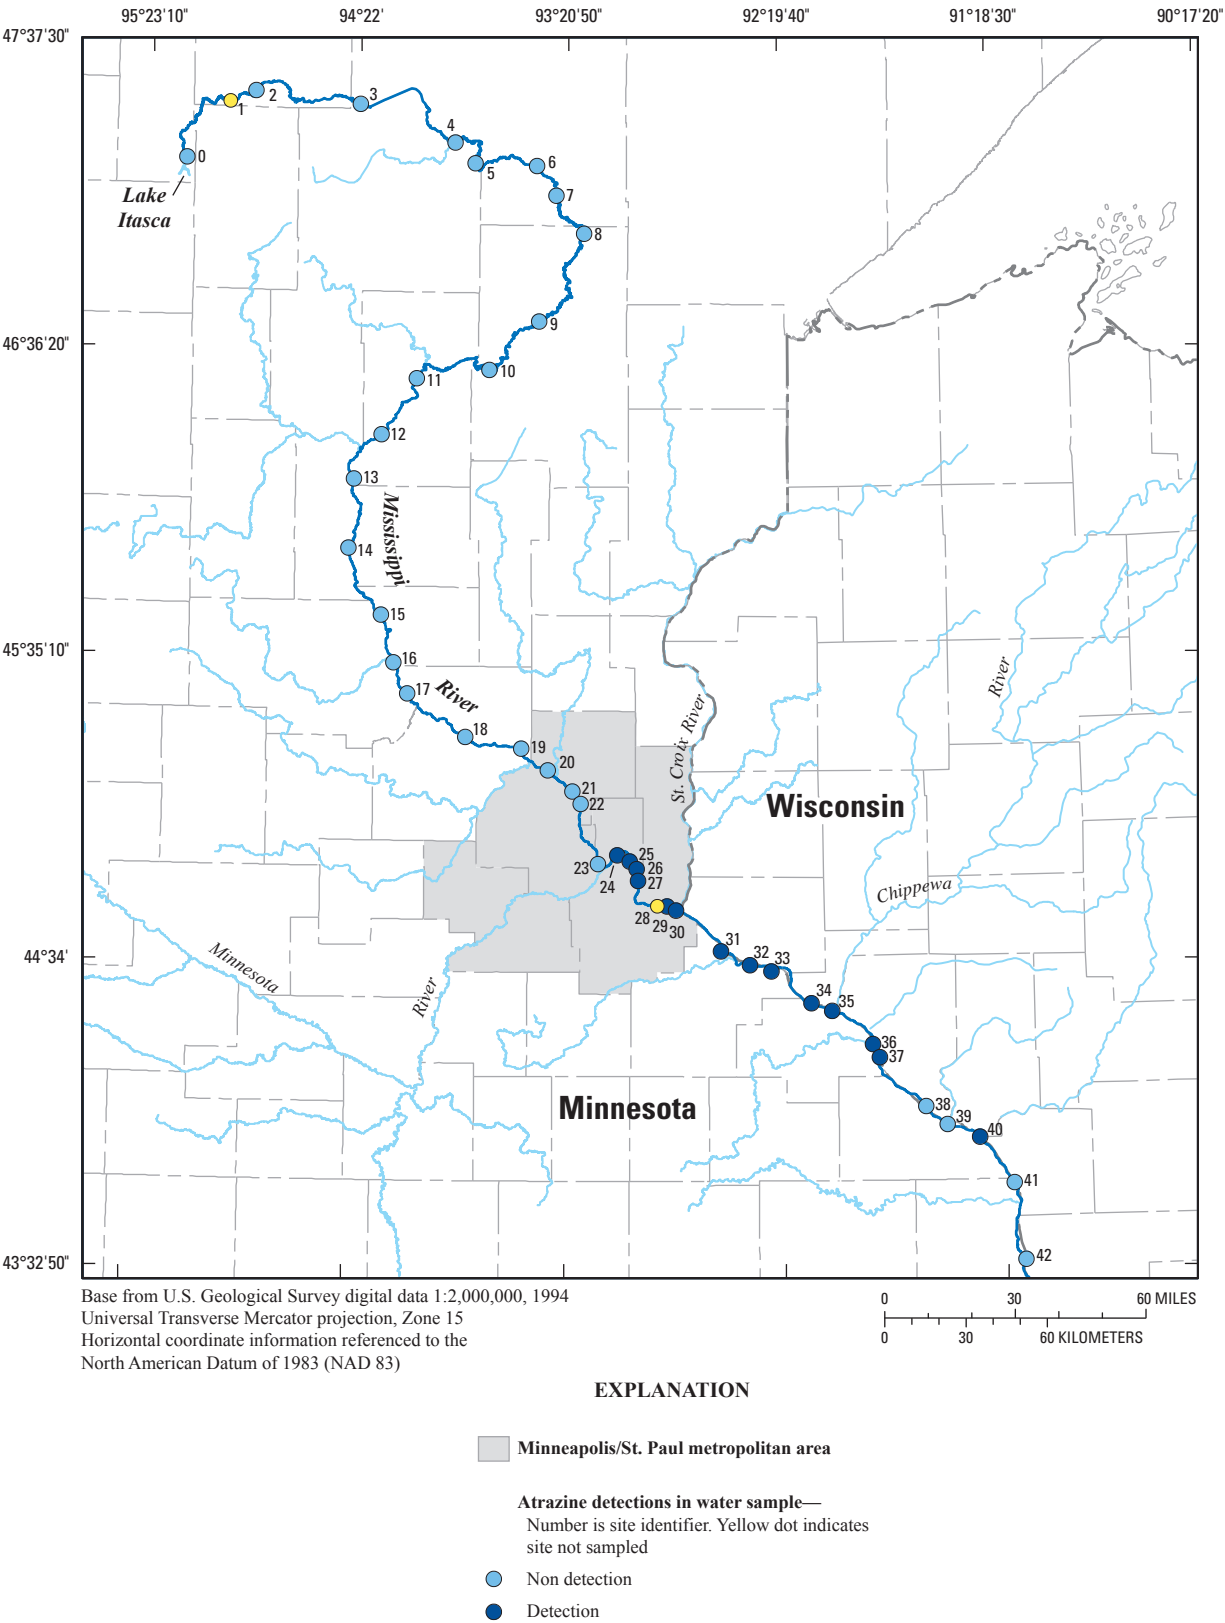 95°23'10"
94°22'
93°20'50"
92°19'40"
91°18'30"
90°17'20"
47°37'30"
2
1
3
4
0
5
6
Lake
Itasca
7
8
9
46°36'20"
10
11
12
13
Mississippi
14
15
45°35'10"
16
River
17
River
St. Croix River
18
19
20
21
22
Wisconsin
25
23
26
24
27
Chippewa
28
29
30
31
44°34'
Minnesota
32
33
River
34
35
36
37
Minnesota
38
39
40
41
43°32'50"
42
Base from U.S. Geological Survey digital data 1:2,000,000, 1994
Universal Transverse Mercator projection, Zone 15
Horizontal coordinate information referenced to the
North American Datum of 1983 (NAD 83)
0 30 60 MILES
0 30 60 KILOMETERS
EXPLANATION
Minneapolis/St. Paul metropolitan area
Atrazine detections in water sample—
Number is site identifier. Yellow dot indicates
site not sampled
Non detection
Detection